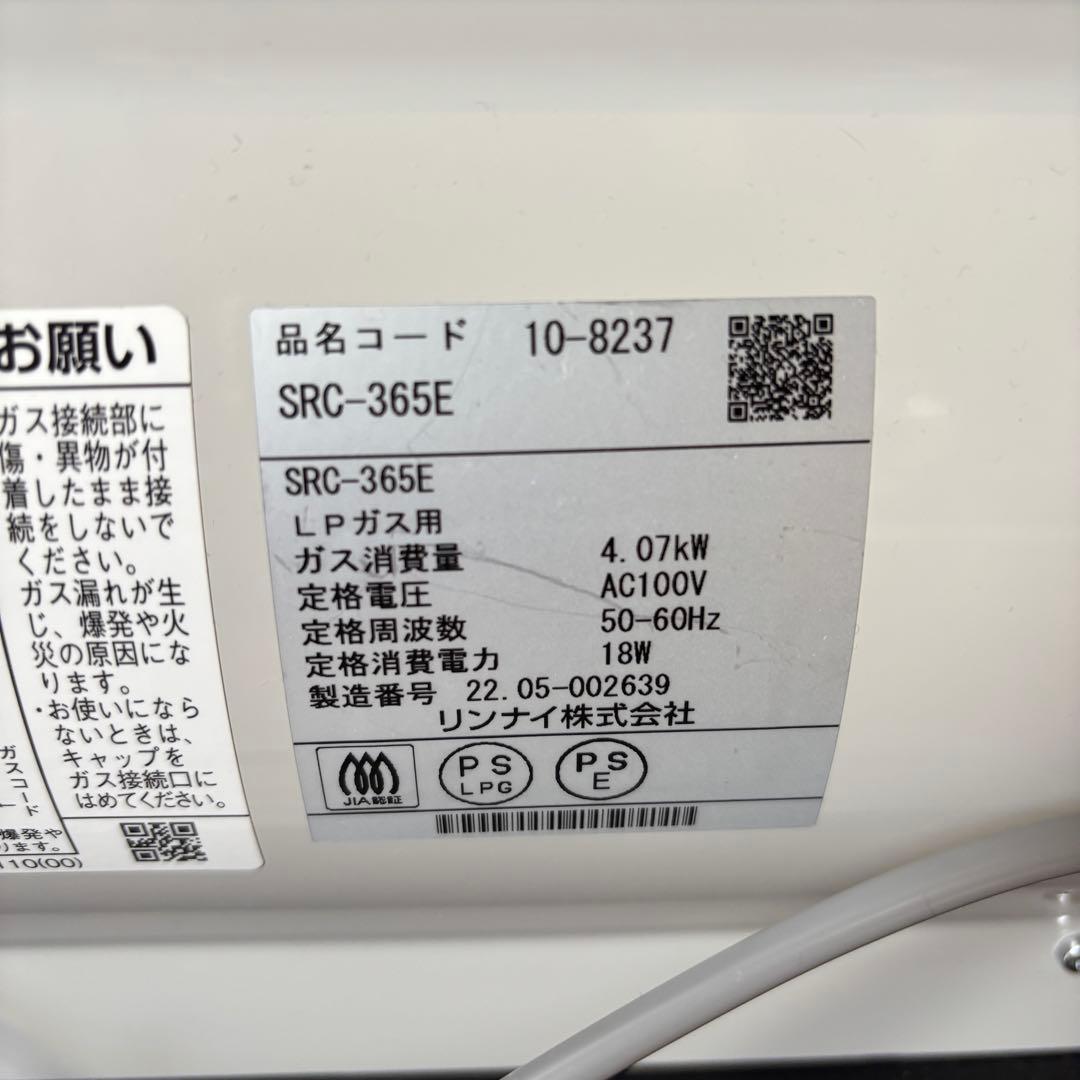 お願い
ガス接続部に
傷・異物が付
着したまま接
続をしないで
ください。
ガス漏れが生
じ、爆発や火
災の原因にな
ります。
・お使いになら
ないときは、
キャップを
ガス接続口に
はめてください。
ガスコード
爆発や
ります。
110(00)
品名コード 10-8237
SRC-365E
SRC-365E
LPガス用
ガス消費量 4.07kW
定格電圧 AC100V
定格周波数 50-60Hz
定格消費電力 18W
製造番号 22.05-002639
リンナイ株式会社
JIA認証
PS
LPG
PS
E